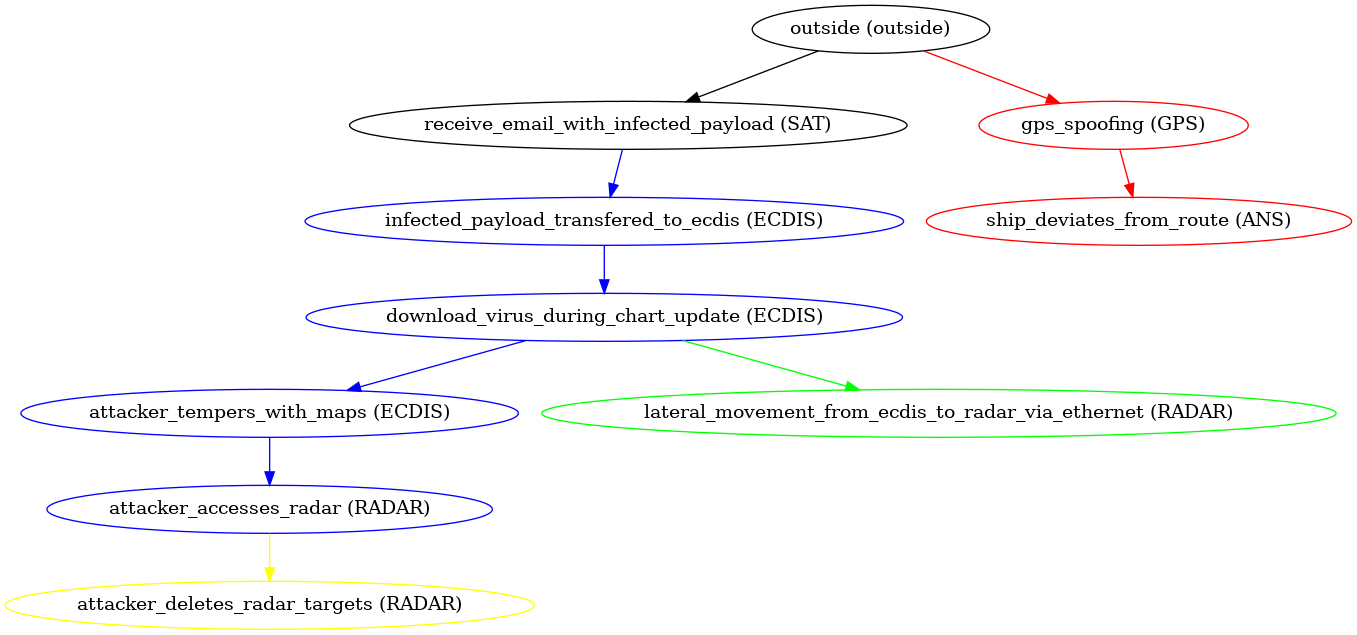 outside (outside)
receive_email_with_infected_payload (SAT)
gps_spoofing (GPS)
infected_payload_transfered_to_ecdis (ECDIS)
ship_deviates_from_route (ANS)
download_virus_during_chart_update (ECDIS)
attacker_tempers_with_maps (ECDIS)
lateral_movement_from_ecdis_to_radar_via_ethernet (RADAR)
attacker_accesses_radar (RADAR)
attacker_deletes_radar_targets (RADAR)